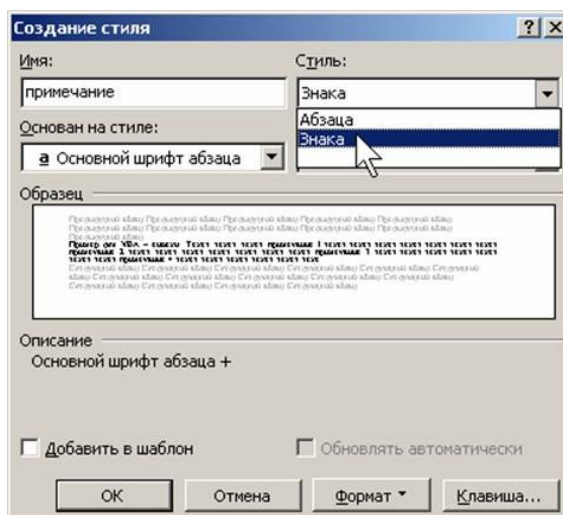 Создание стиля
Имя:
Стиль:
примечание
Знака
Абзаца
Знака
Основан на стиле:
а Основной шрифт абзаца
Образец
Описание
Основной шрифт абзаца +
Добавить в шаблон
Обновлять автоматически
OK
Отмена
Формат
Клавиша...